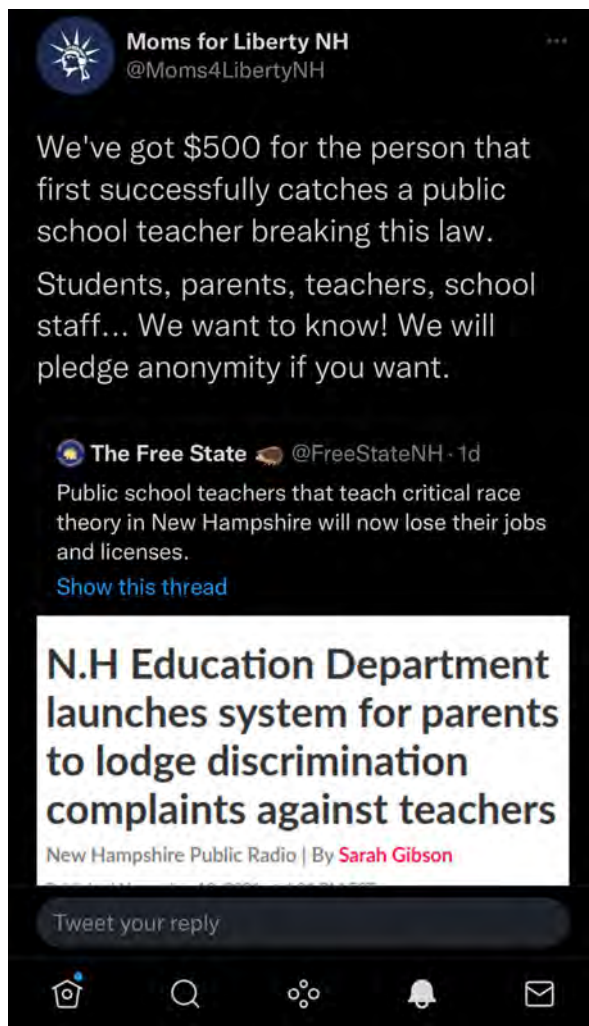 Moms for Liberty NH
@Moms4LibertyNH
We've got $500 for the person that
first successfully catches a public
school teacher breaking this law.
Students, parents, teachers, school
staff... We want to know! We will
pledge anonymity if you want.
The Free State @FreeStateNH · 1d
Public school teachers that teach critical race
theory in New Hampshire will now lose their jobs
and licenses.
Show this thread
N.H Education Department
launches system for parents
to lodge discrimination
complaints against teachers
New Hampshire Public Radio | By Sarah Gibson
Tweet your reply